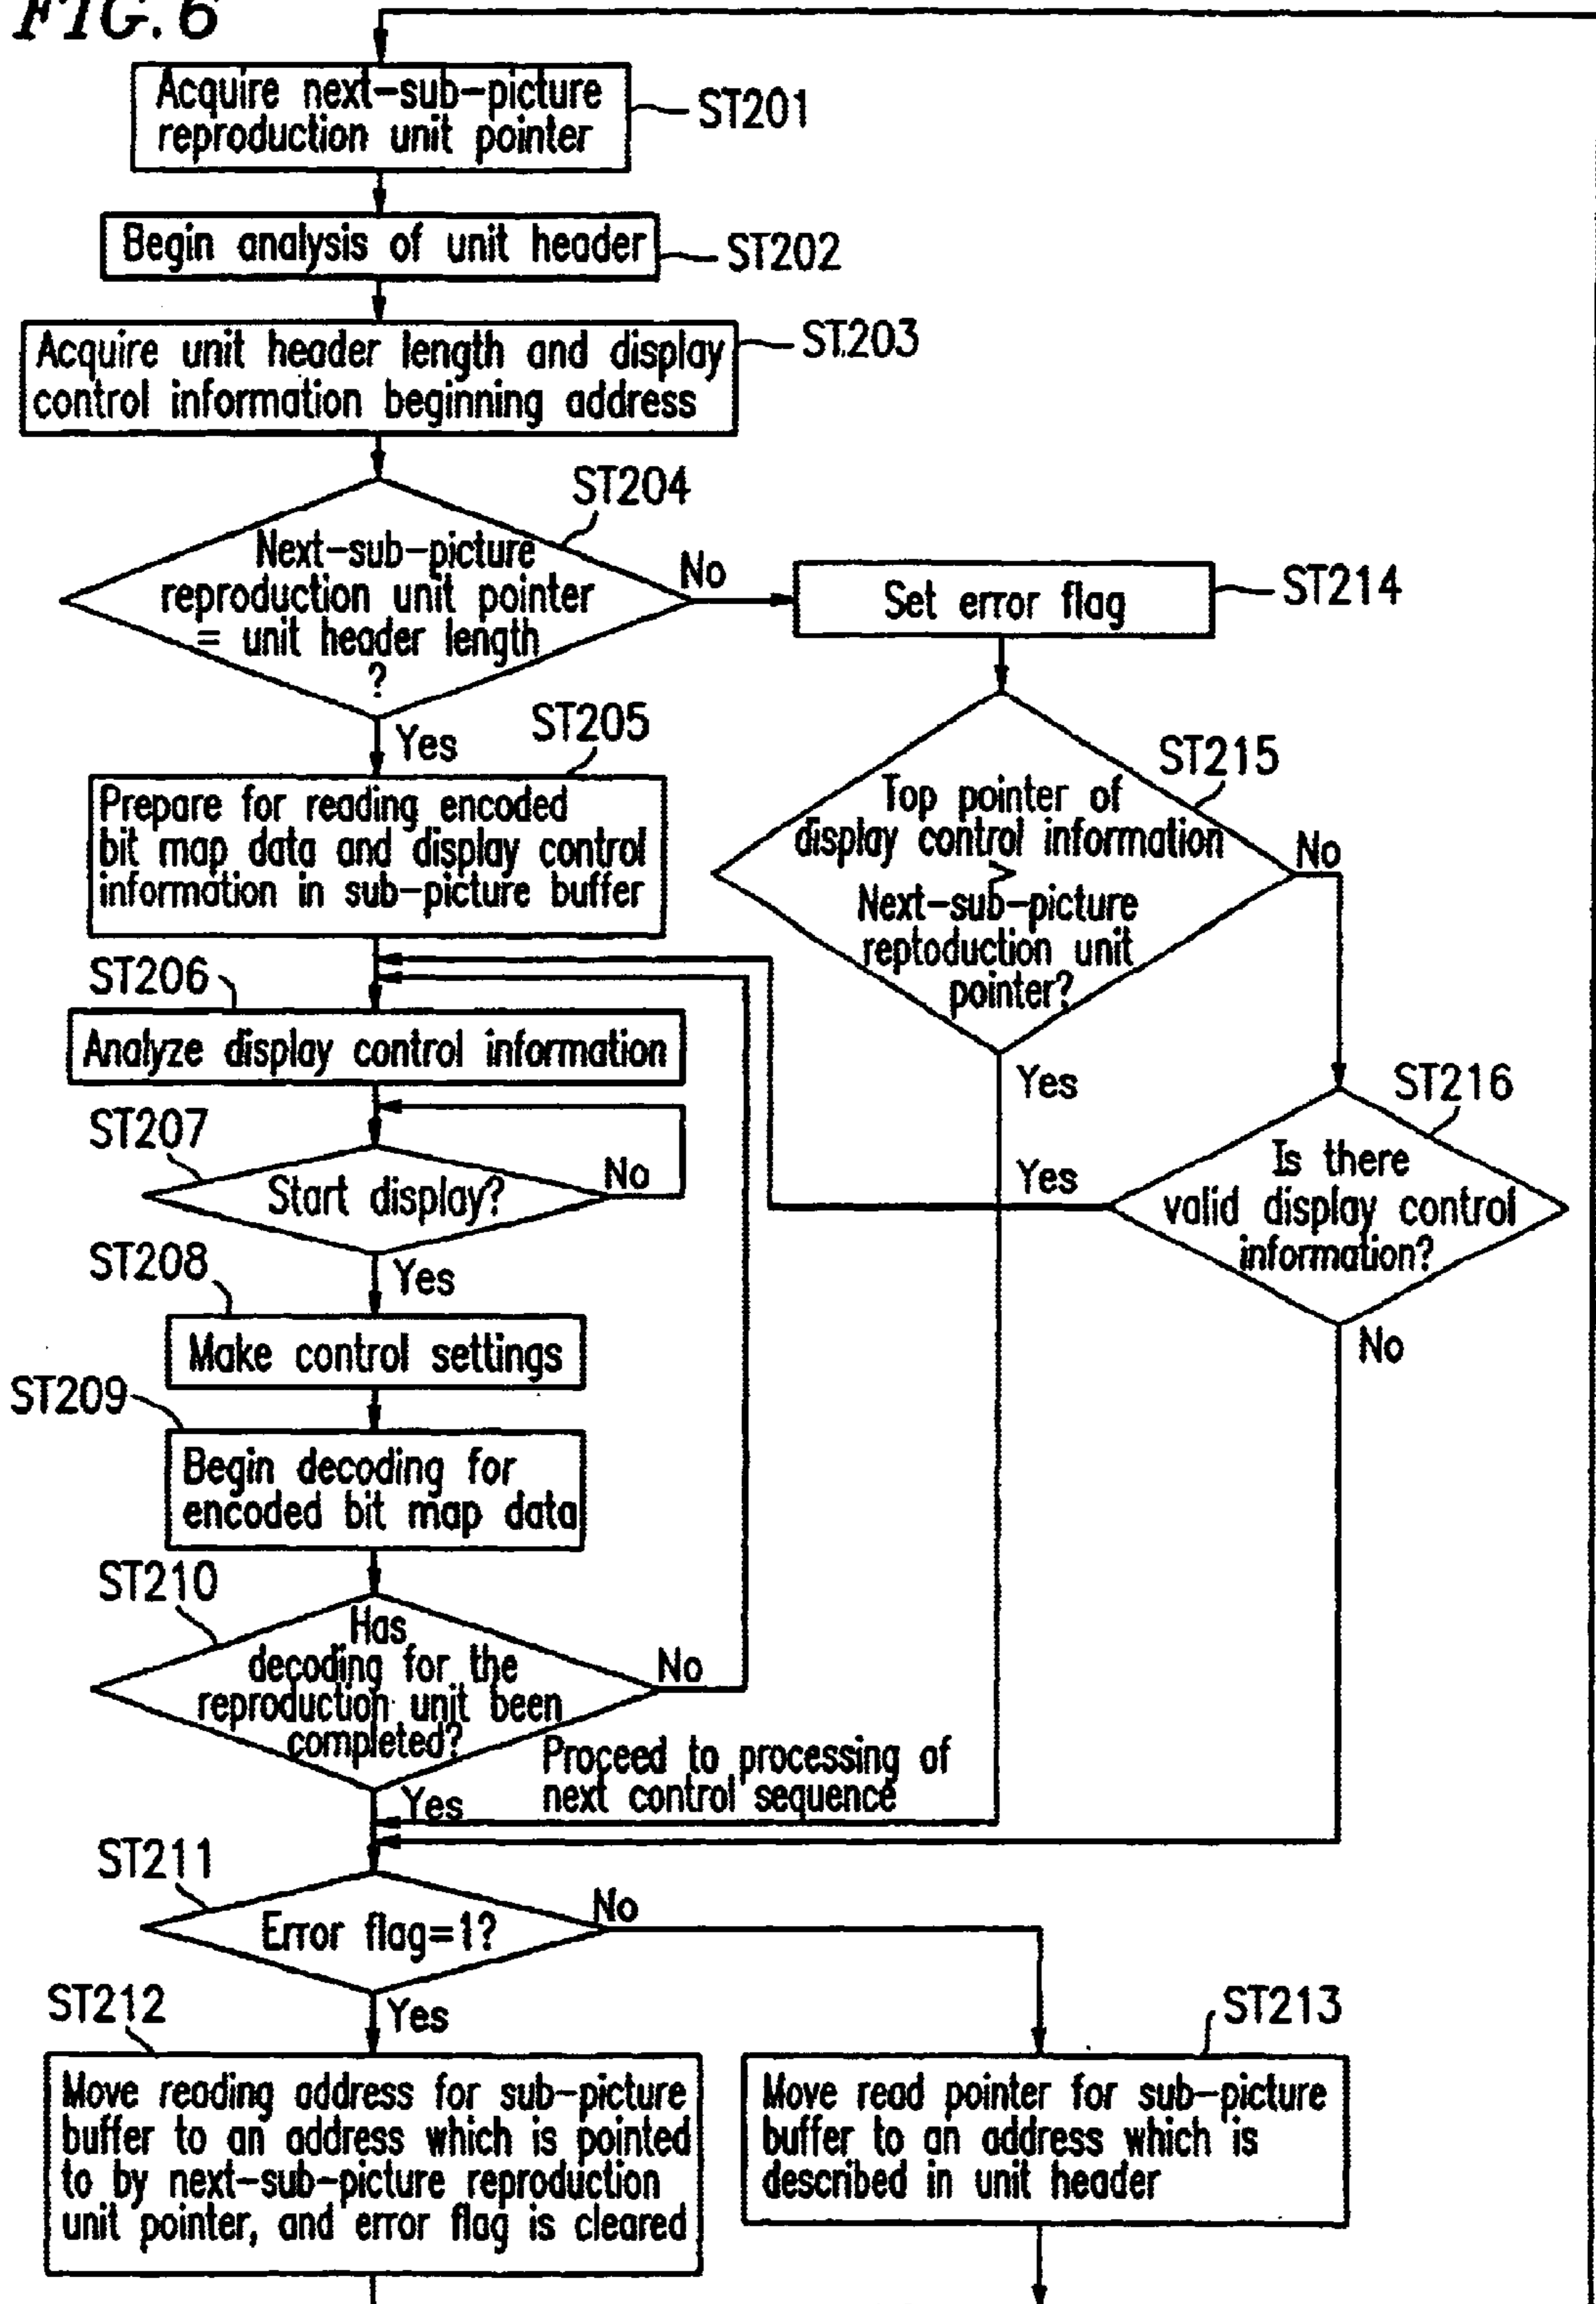 FIG. 6
Acquire next-sub-picture
reproduction unit pointer
ST201
Begin analysis of unit header
ST202
Acquire unit header length and display
control information beginning address
ST203
ST204
Next-sub-picture
reproduction unit pointer
= unit header length
?
No
Yes
Set error flag
ST214
ST205
Prepare for reading encoded
bit map data and display control
information in sub-picture buffer
ST215
Top pointer of
display control information
>
Next-sub-picture
reptoduction unit
pointer?
No
Yes
ST206
Analyze display control information
ST216
Is there
valid display control
information?
Yes
No
ST207
Start display?
No
Yes
ST208
Make control settings
ST209
Begin decoding for
encoded bit map data
ST210
Has
decoding for the
reproduction unit been
completed?
No
Yes
Proceed to processing of
next control sequence
ST211
Error flag=1?
No
Yes
ST212
Move reading address for sub-picture
buffer to an address which is pointed
to by next-sub-picture reproduction
unit pointer, and error flag is cleared
ST213
Move read pointer for sub-picture
buffer to an address which is
described in unit header